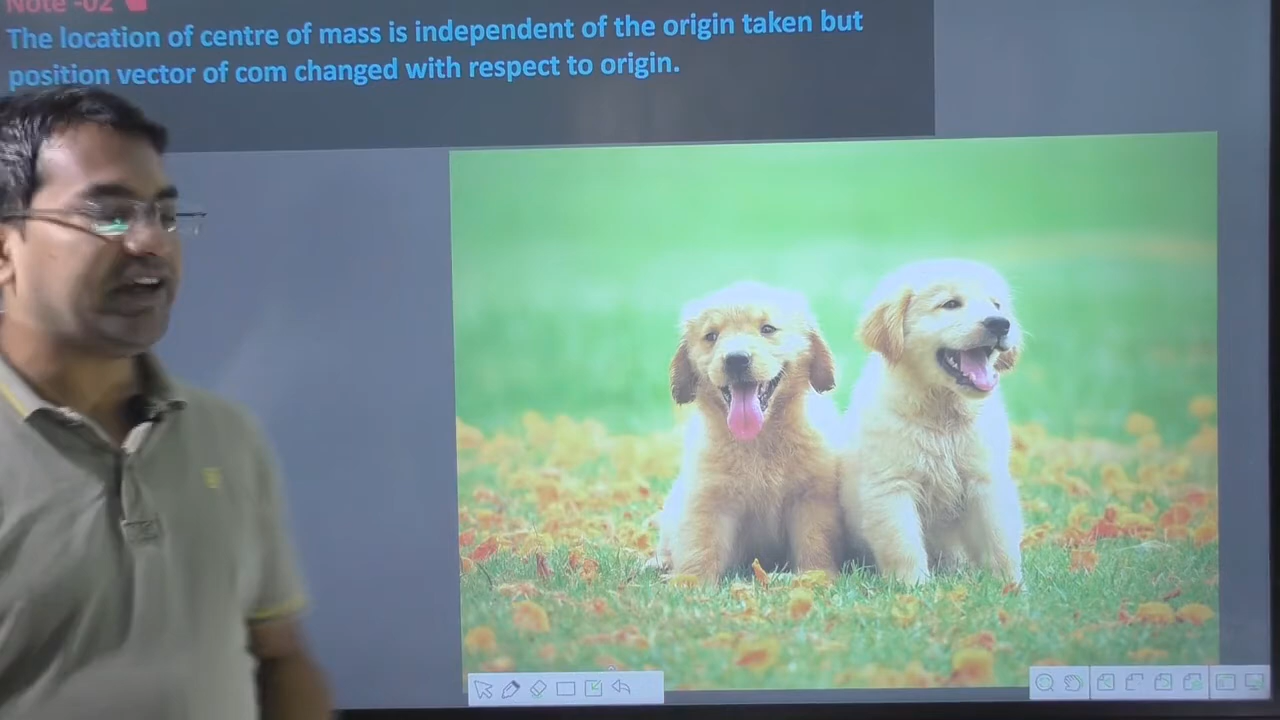 Note -02
The location of centre of mass is independent of the origin taken but
position vector of com changed with respect to origin.